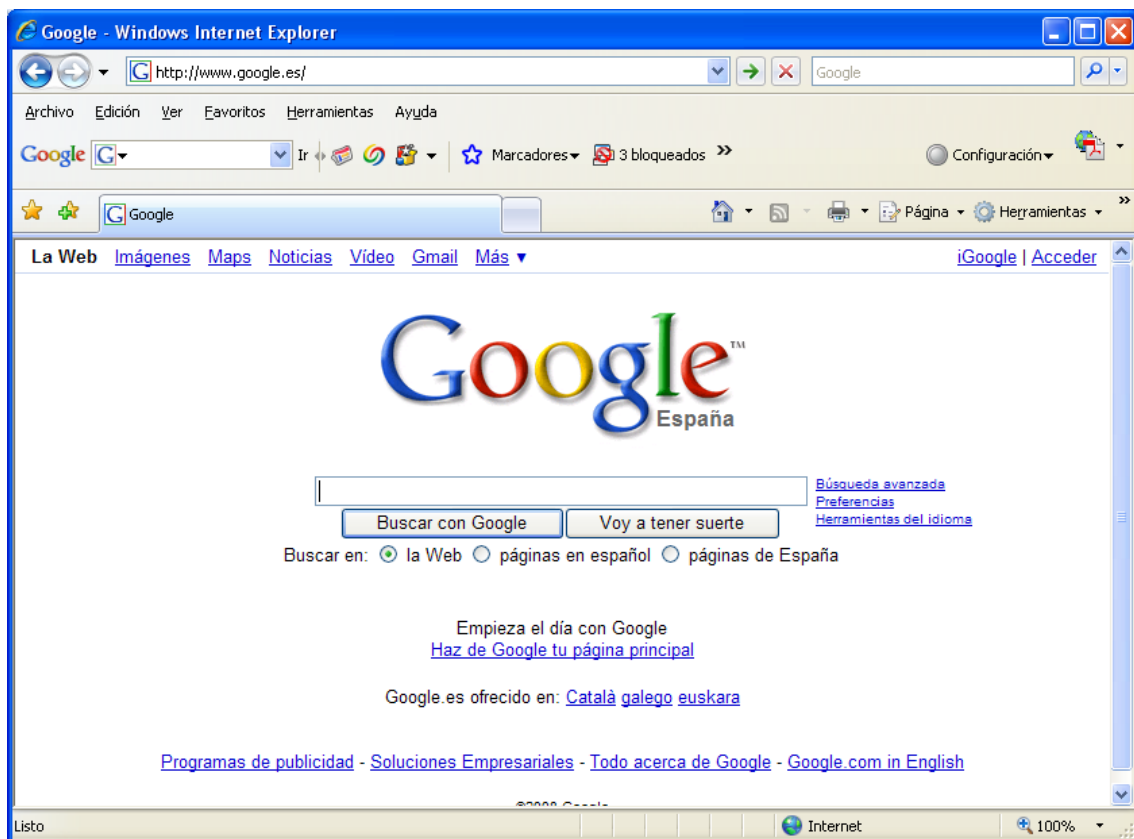 Google - Windows Internet Explorer
http://www.google.es/ Google
Archivo Edición Ver Favoritos Herramientas Ayuda
Google G Ir Marcadores 3 bloqueados » Configuración
G Google Página Herramientas »
La Web Imágenes Maps Noticias Vídeo Gmail Más ▼ iGoogle | Acceder
Google™
España
Búsqueda avanzada
Preferencias
Herramientas del idioma
Buscar con Google Voy a tener suerte
Buscar en: la Web páginas en español páginas de España
Empieza el día con Google
Haz de Google tu página principal
Google.es ofrecido en: Català galego euskara
Programas de publicidad - Soluciones Empresariales - Todo acerca de Google - Google.com in English
Listo Internet 100%